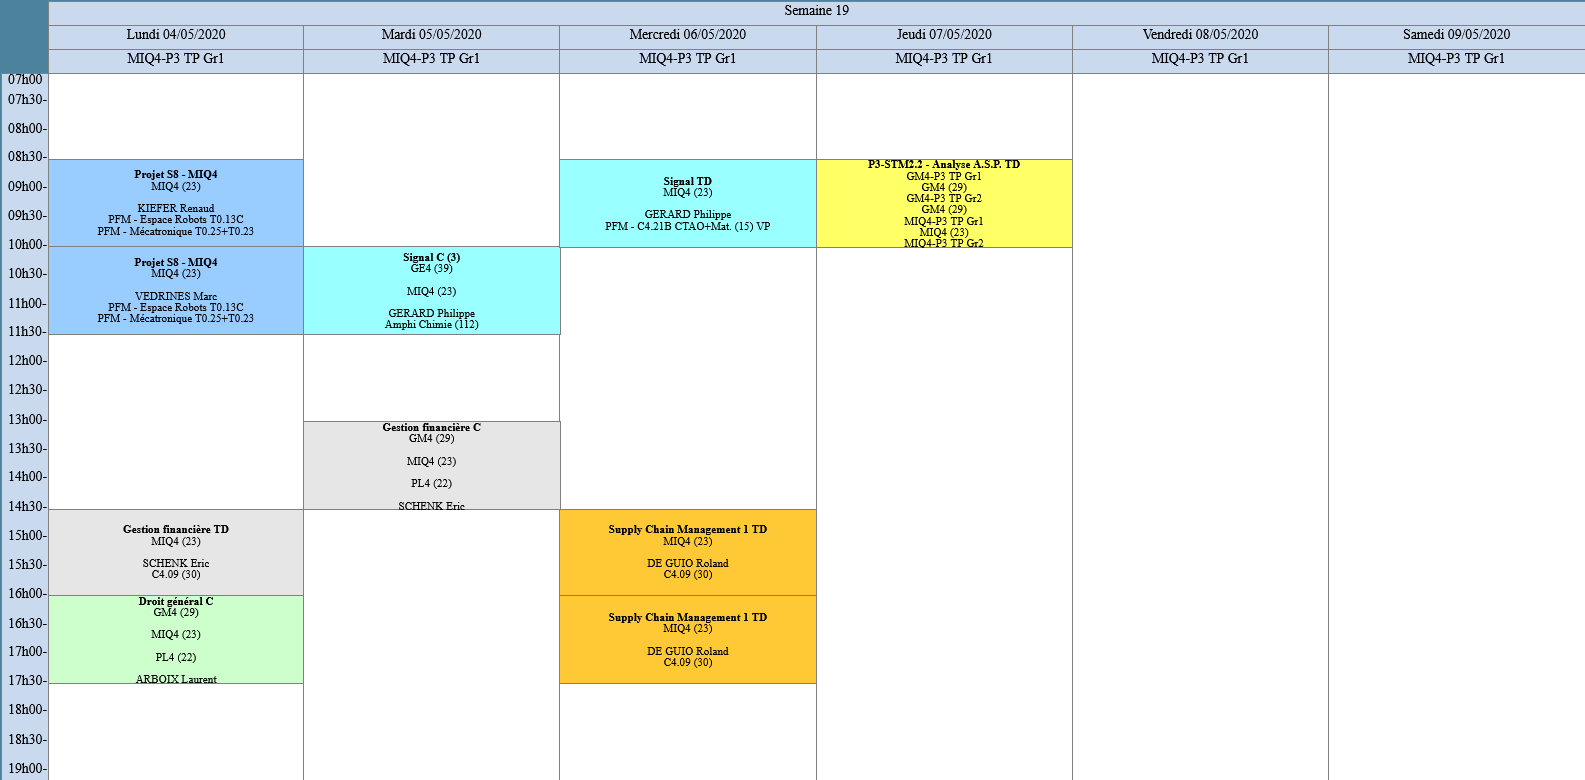 Semaine 19
Lundi 04/05/2020
Mardi 05/05/2020
Mercredi 06/05/2020
Jeudi 07/05/2020
Vendredi 08/05/2020
Samedi 09/05/2020
MIQ4-P3 TP Gr1
MIQ4-P3 TP Gr1
MIQ4-P3 TP Gr1
MIQ4-P3 TP Gr1
MIQ4-P3 TP Gr1
MIQ4-P3 TP Gr1
07h00
07h30-
08h00-
08h30-
09h00-
09h30-
10h00-
10h30-
11h00-
11h30-
12h00-
12h30-
13h00-
13h30-
14h00-
14h30-
15h00-
15h30-
16h00-
16h30-
17h00-
17h30-
18h00-
18h30-
19h00-
Projet S8 - MIQ4
MIQ4 (23)
KIEFER Renaud
PFM - Espace Robots T0.13C
PFM - Mécatronique T0.25+T0.23
Projet S8 - MIQ4
MIQ4 (23)
VEDRINES Marc
PFM - Espace Robots T0.13C
PFM - Mécatronique T0.25+T0.23
Gestion financière TD
MIQ4 (23)
SCHENK Eric
C4.09 (30)
Droit général C
GM4 (29)
MIQ4 (23)
PL4 (22)
ARBOIX Laurent
Signal C (3)
GE4 (39)
MIQ4 (23)
GERARD Philippe
Amphi Chimie (112)
Gestion financière C
GM4 (29)
MIQ4 (23)
PL4 (22)
SCHENK Eric
Signal TD
MIQ4 (23)
GERARD Philippe
PFM - C4.21B CTAO+Mat. (15) VP
Supply Chain Management 1 TD
MIQ4 (23)
DE GUIO Roland
C4.09 (30)
Supply Chain Management 1 TD
MIQ4 (23)
DE GUIO Roland
C4.09 (30)
P3-STM2.2 - Analyse A.S.P. TD
GM4-P3 TP Gr1
GM4 (29)
GM4-P3 TP Gr2
GM4 (29)
MIQ4-P3 TP Gr1
MIQ4 (23)
MIQ4-P3 TP Gr2